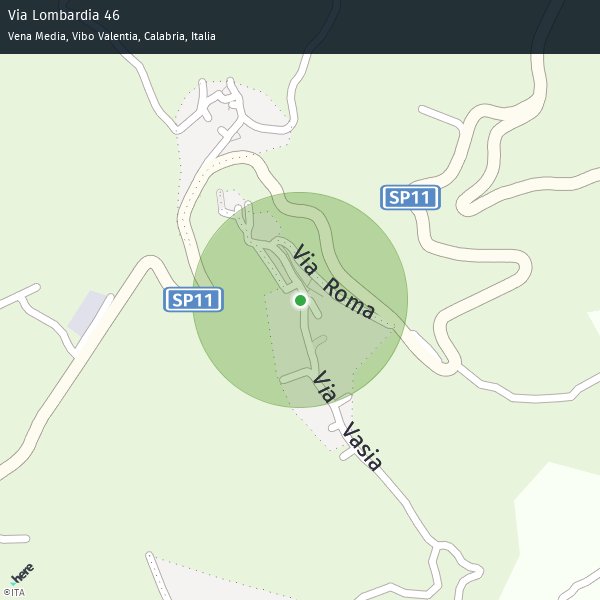 Via Lombardia 46
Vena Media, Vibo Valentia, Calabria, Italia
SP11
Via Roma
SP11
Via Vasia
here
©ITA